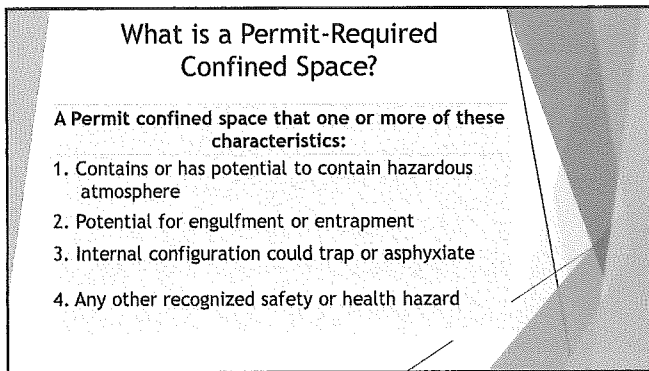 What is a Permit-Required
Confined Space?
A Permit confined space that one or more of these
characteristics:
1. Contains or has potential to contain hazardous
atmosphere
2. Potential for engulfment or entrapment
3. Internal configuration could trap or asphyxiate
4. Any other recognized safety or health hazard